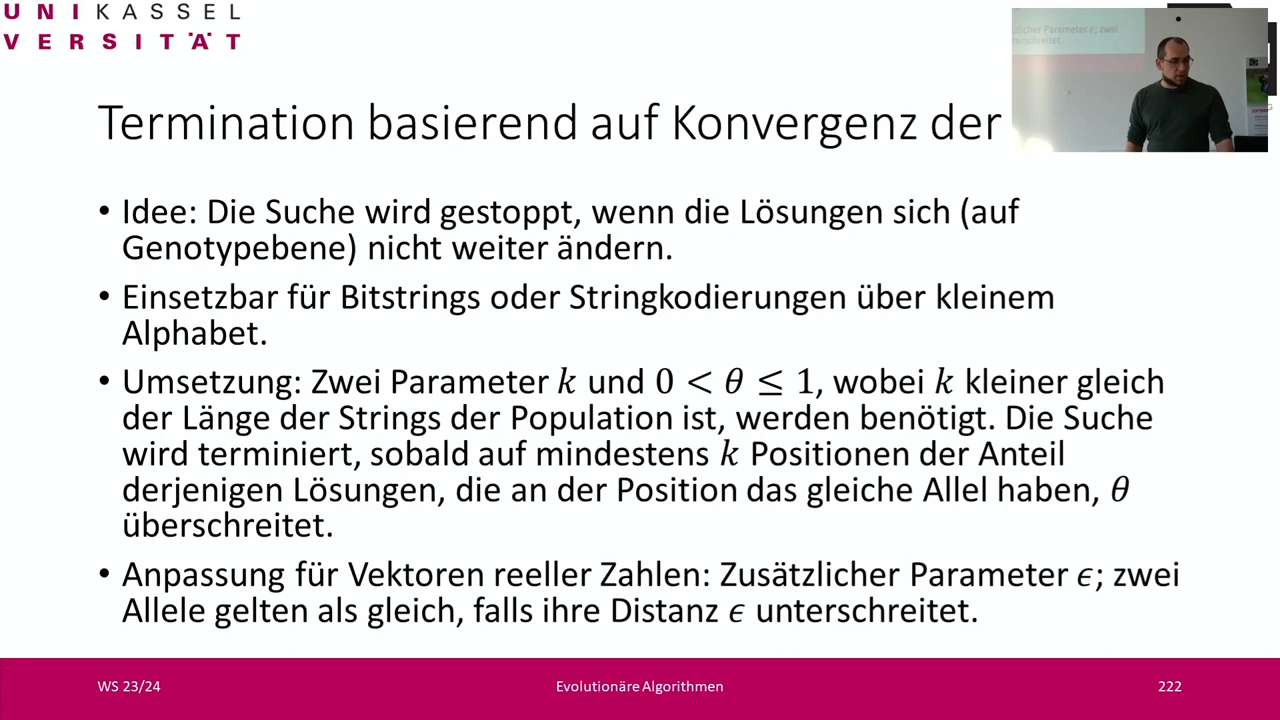 UNIKASSEL
VERSITÄT
Termination basierend auf Konvergenz der
• Idee: Die Suche wird gestoppt, wenn die Lösungen sich (auf
Genotypebene) nicht weiter ändern.
• Einsetzbar für Bitstrings oder Stringkodierungen über kleinem
Alphabet.
• Umsetzung: Zwei Parameter k und 0 < θ ≤ 1, wobei k kleiner gleich
der Länge der Strings der Population ist, werden benötigt. Die Suche
wird terminiert, sobald auf mindestens k Positionen der Anteil
derjenigen Lösungen, die an der Position das gleiche Allel haben, θ
überschreitet.
• Anpassung für Vektoren reeller Zahlen: Zusätzlicher Parameter ϵ; zwei
Allele gelten als gleich, falls ihre Distanz ϵ unterschreitet.
WS 23/24
Evolutionäre Algorithmen
222